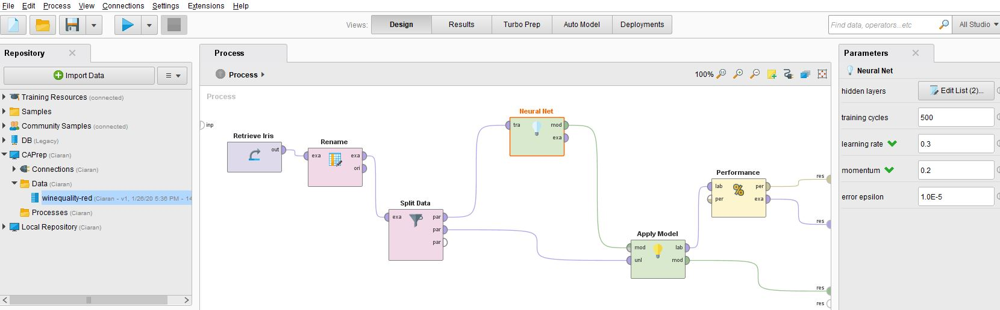 File Edit Process View Connections Settings Extensions Help
Views: Design Results Turbo Prep Auto Model Deployments
Find data, operators...etc
All Studio
Repository
Import Data
Training Resources (connected)
Samples
Community Samples (connected)
DB (Legacy)
CAPrep (Ciaran)
Connections (Ciaran)
Data (Ciaran)
winequality-red (Ciaran - v1, 1/26/20 5:36 PM - 14
Processes (Ciaran)
Local Repository (Ciaran)
Process
Process
100%
Process
inp
Retrieve Iris
out
Rename
exa exa
ori
Split Data
exa par
par
par
Neural Net
tra mod
exa
Apply Model
mod lab
unl mod
Performance
lab per
per exa
res
res
res
res
Parameters
Neural Net
hidden layers Edit List (2)...
training cycles 500
learning rate 0.3
momentum 0.2
error epsilon 1.0E-5